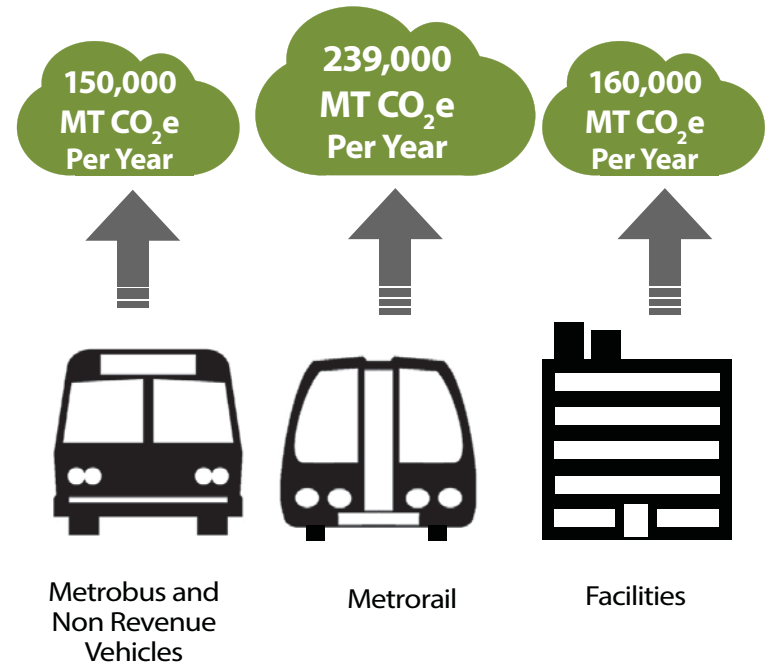 150,000
MT CO₂e
Per Year
239,000
MT CO₂e
Per Year
160,000
MT CO₂e
Per Year
Metrobus and
Non Revenue
Vehicles
Metrorail
Facilities